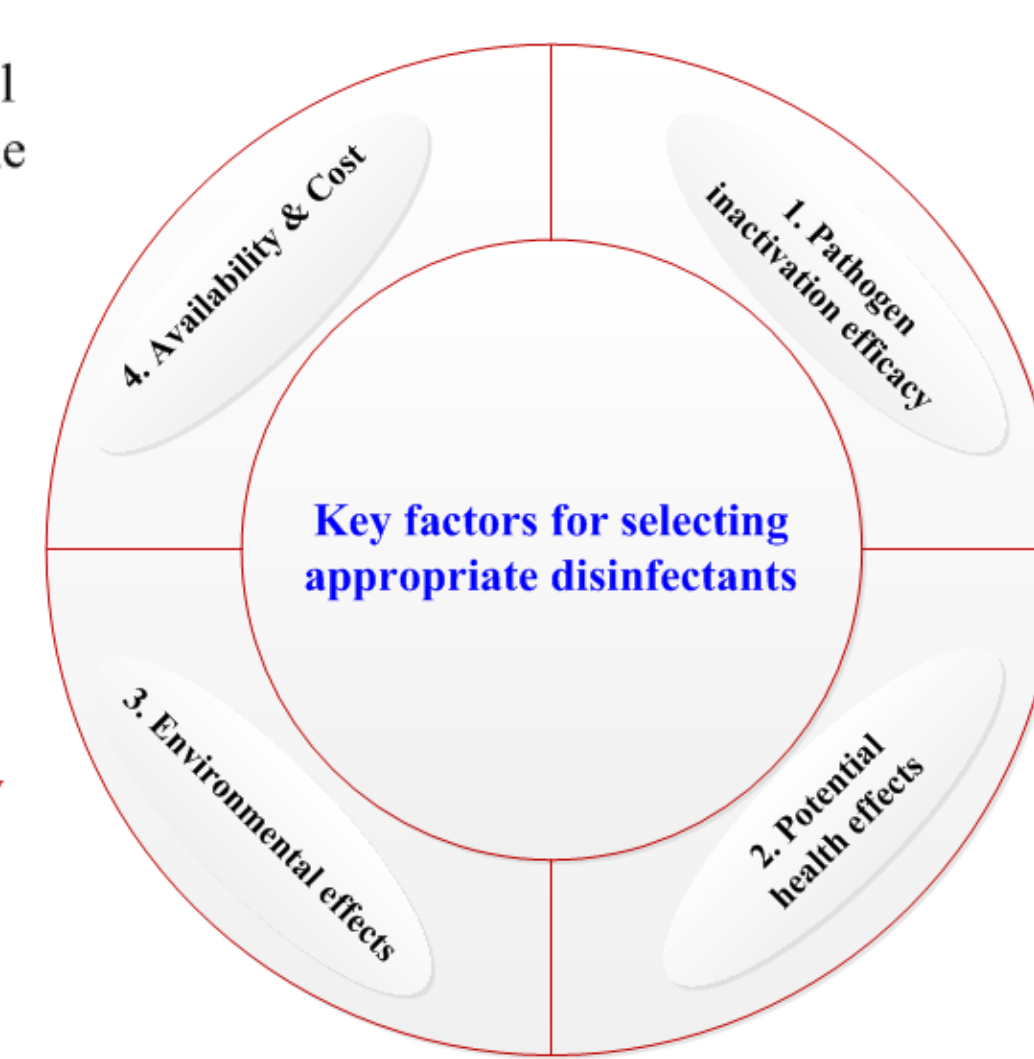 Key factors for selecting
appropriate disinfectants
1. Pathogen
inactivation efficacy
2. Potential
health effects
3. Environmental effects
4. Availability & Cost